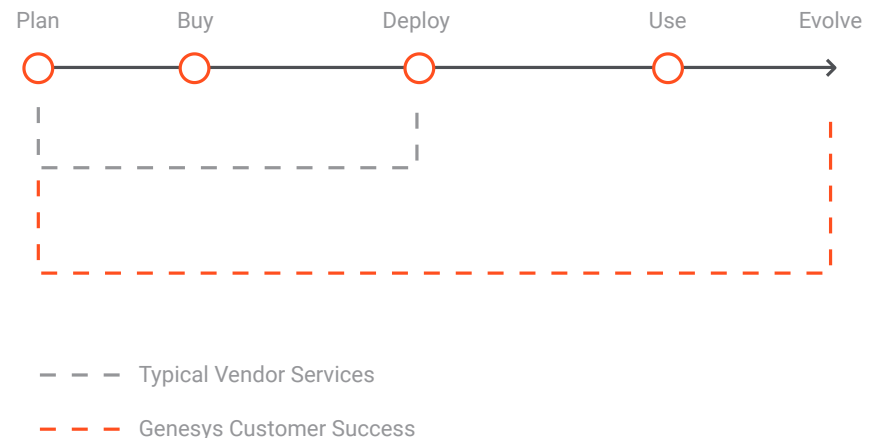 Plan Buy Deploy Use Evolve
Typical Vendor Services
Genesys Customer Success